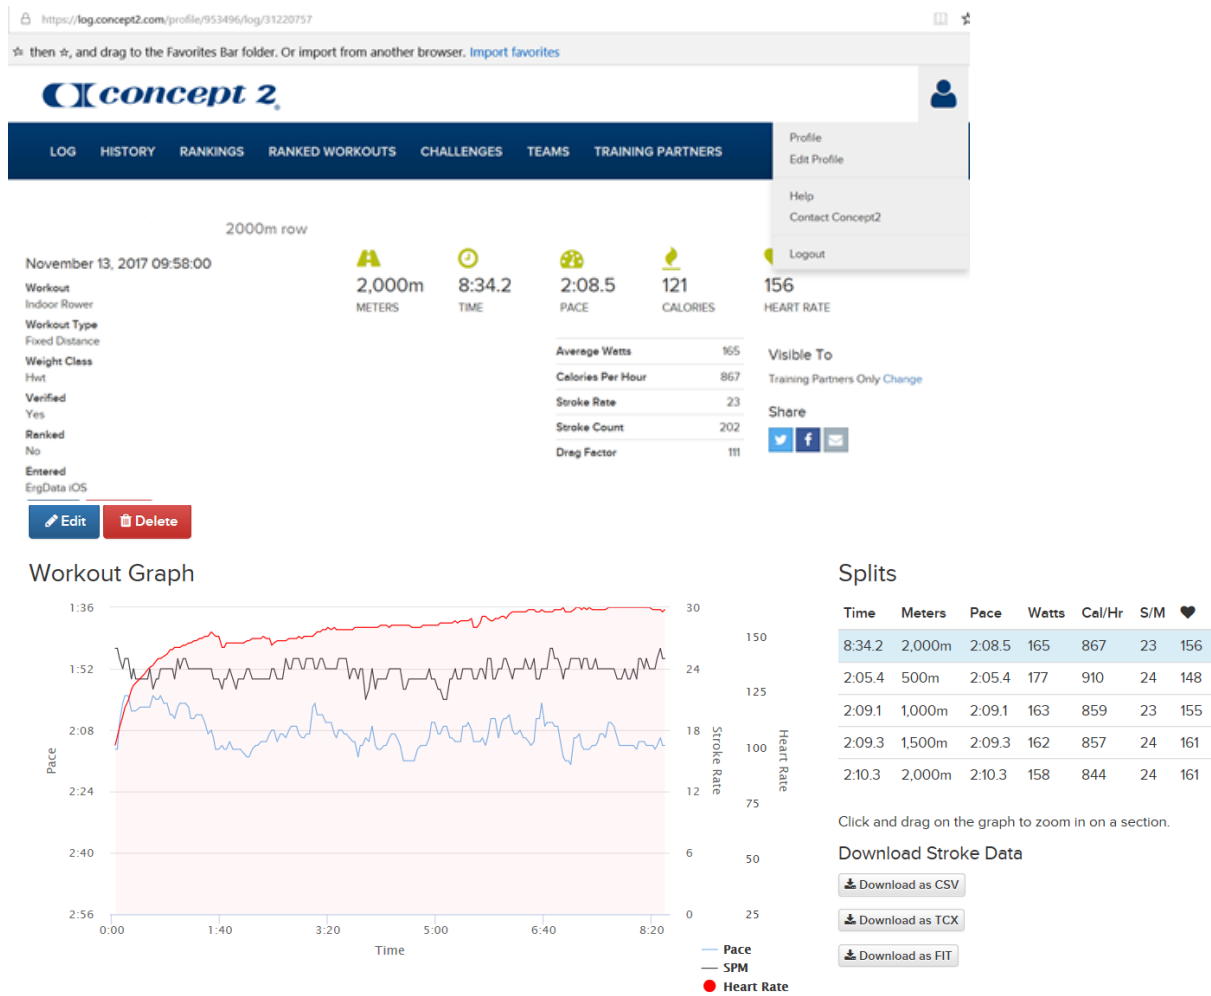 https://log.concept2.com/profile/953496/log/31220757
then ☆, and drag to the Favorites Bar folder. Or import from another browser. Import favorites
concept 2
LOG HISTORY RANKINGS RANKED WORKOUTS CHALLENGES TEAMS TRAINING PARTNERS
Profile
Edit Profile
Help
Contact Concept2
Logout
2000m row
November 13, 2017 09:58:00
Workout
Indoor Rower
Workout Type
Fixed Distance
Weight Class
Hwt
Verified
Yes
Ranked
No
Entered
ErgData iOS
Edit Delete
2,000m 8:34.2 2:08.5 121 156
METERS TIME PACE CALORIES HEART RATE
Average Watts 165
Calories Per Hour 867
Stroke Rate 23
Stroke Count 202
Drag Factor 111
Visible To
Training Partners Only Change
Share
Workout Graph
1:36
1:52
2:08
2:24
2:40
2:56
Pace
0:00 1:40 3:20 5:00 6:40 8:20
Time
30
24
18
12
6
0
Stroke Rate
150
125
100
75
50
25
Heart Rate
Pace
SPM
Heart Rate
Splits
Time Meters Pace Watts Cal/Hr S/M ♥
8:34.2 2,000m 2:08.5 165 867 23 156
2:05.4 500m 2:05.4 177 910 24 148
2:09.1 1,000m 2:09.1 163 859 23 155
2:09.3 1,500m 2:09.3 162 857 24 161
2:10.3 2,000m 2:10.3 158 844 24 161
Click and drag on the graph to zoom in on a section.
Download Stroke Data
Download as CSV
Download as TCX
Download as FIT